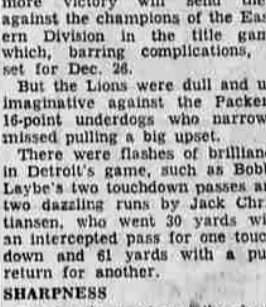 more victory will send the
against the champions of the Eas
ern Division in the title gam
which, barring complications,
set for Dec. 26.
But the Lions were dull and u
imaginative against the Packer
16-point underdogs who narrow
missed pulling a big upset.
There were flashes of brillian
in Detroit's game, such as Bobb
Laybe's two touchdown passes a
two dazzling runs by Jack Chr
tiansen, who went 30 yards wi
an intercepted pass for one touc
down and 61 yards with a pu
return for another.
SHARPNESS